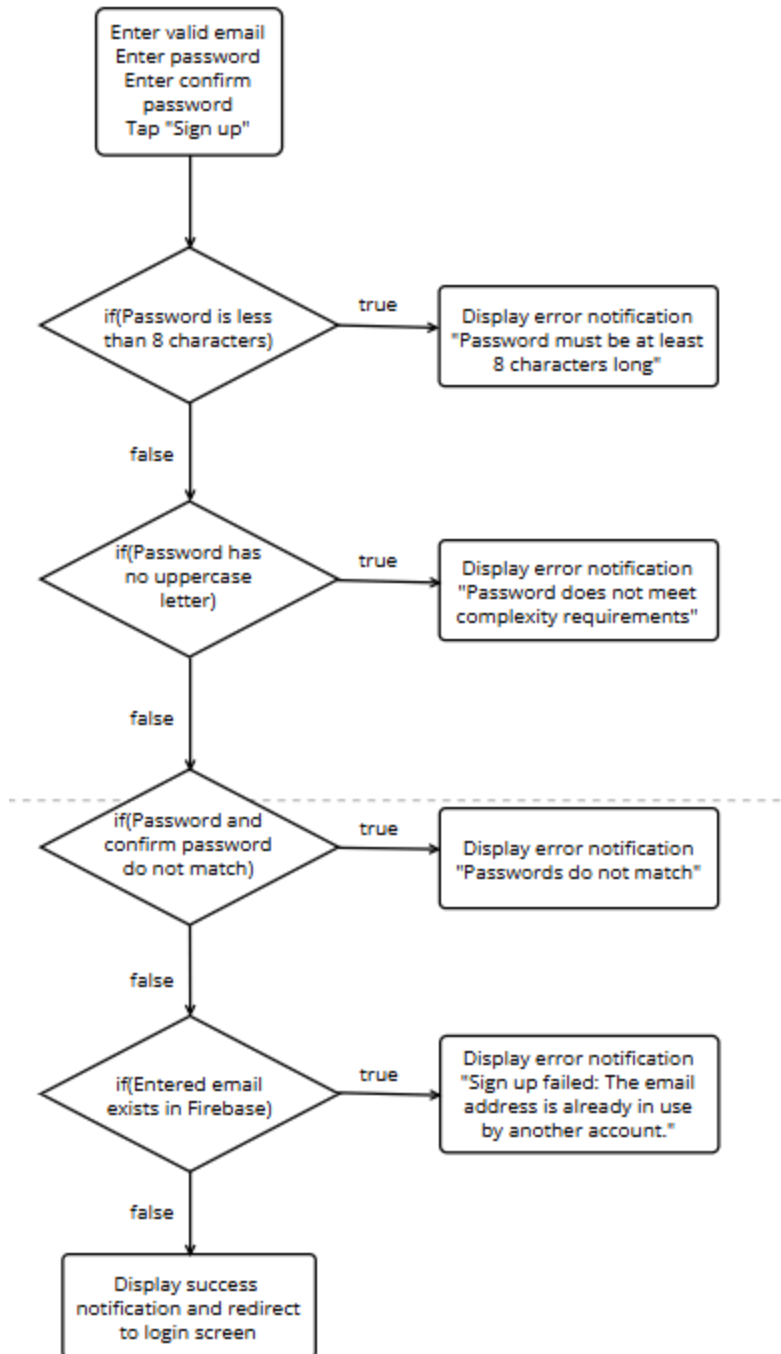 Enter valid email
Enter password
Enter confirm
password
Tap "Sign up"
if(Password is less
than 8 characters)
true
Display error notification
"Password must be at least
8 characters long"
false
if(Password has
no uppercase
letter)
true
Display error notification
"Password does not meet
complexity requirements"
false
if(Password and
confirm password
do not match)
true
Display error notification
"Passwords do not match"
false
if(Entered email
exists in Firebase)
true
Display error notification
"Sign up failed: The email
address is already in use
by another account."
false
Display success
notification and redirect
to login screen